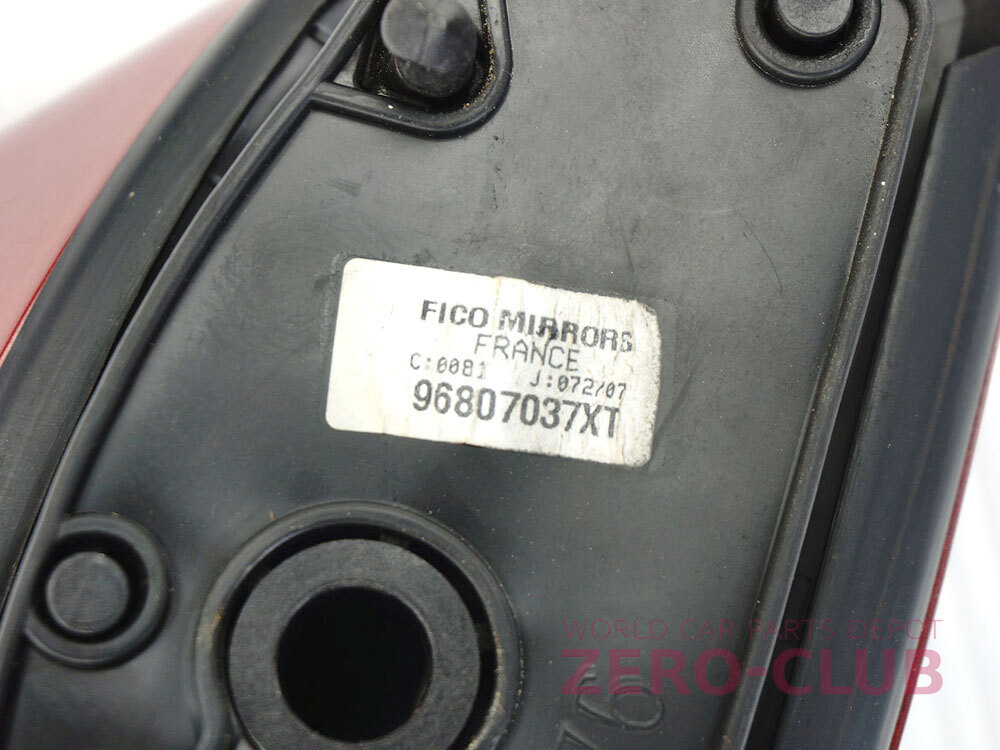 FICO MIRRORS
FRANCE
C:0081 J:072/07
96807037XT
WORLD CAR PARTS DEPOT
ZERO-CLUB